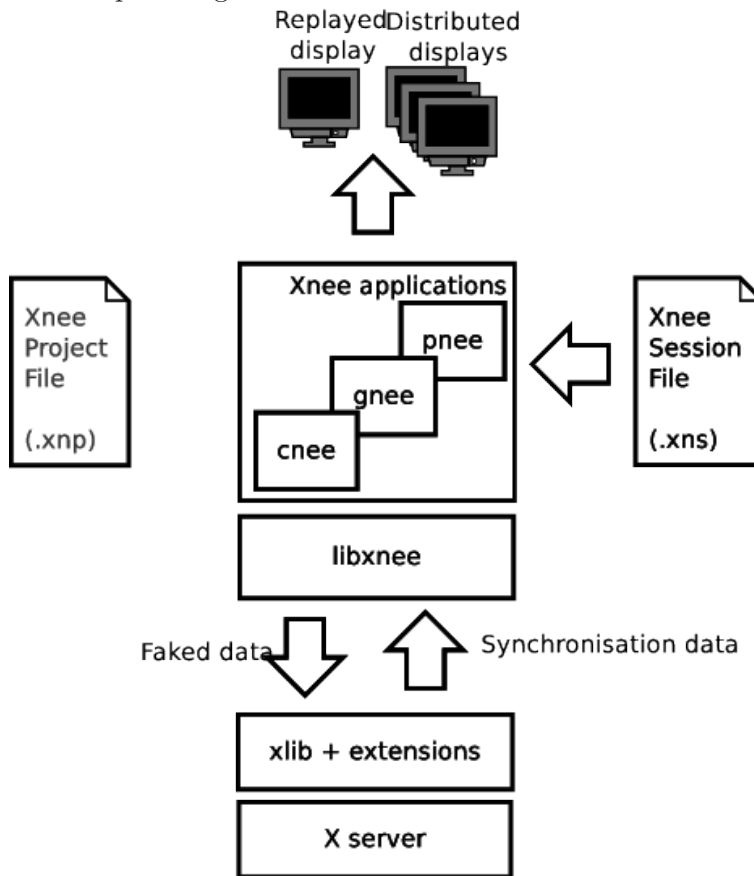 Replayed
display
Distributed
displays
Xnee
Project
File
(.xnp)
Xnee applications
pnee
gnee
cnee
Xnee
Session
File
(.xns)
libxnee
Faked data
Synchronisation data
xlib + extensions
X server